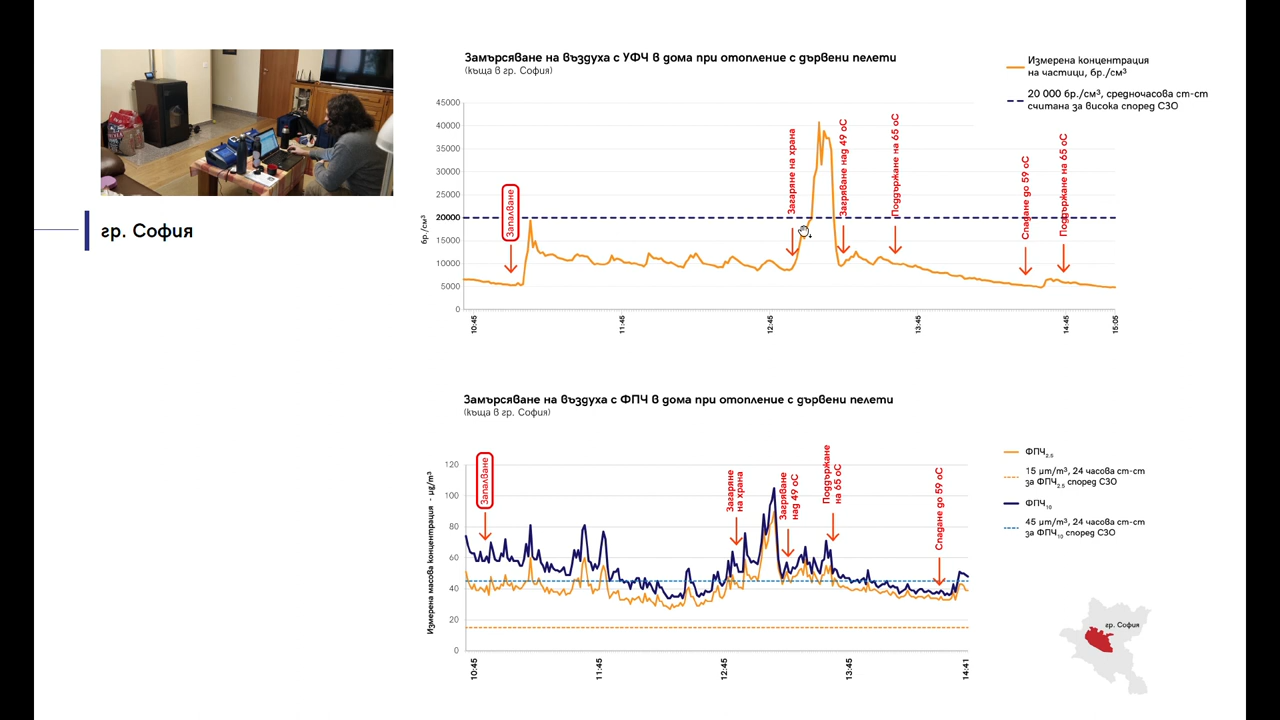 Замърсяване на въздуха с УФЧ в дома при отопление с дървени пелети
(къща в гр. София)
Измерена концентрация
на частици, бр./см³
20 000 бр./см³, средночасова ст-ст
считана за висока според СЗО
45000
40000
35000
30000
25000
20000
15000
10000
5000
0
бр./см³
Запалване
Загаряне на храна
Загряване над 49 оС
Поддържане на 65 оС
Спадане до 59 оС
Поддържане на 65 оС
10:45
11:45
12:45
13:45
14:45
15:05
гр. София
Замърсяване на въздуха с ФПЧ в дома при отопление с дървени пелети
(къща в гр. София)
120
100
80
60
40
20
0
Измерена масова концентрация - µg/m³
Запалване
Загаряне
на храна
Загряване
над 49 оС
Поддържане
на 65 оС
Спадане до 59 оС
10:45
11:45
12:45
13:45
14:41
ФПЧ₂.₅
15 µm/m³, 24 часова ст-ст
за ФПЧ₂.₅ според СЗО
ФПЧ₁₀
45 µm/m³, 24 часова ст-ст
за ФПЧ₁₀ според СЗО
гр. София